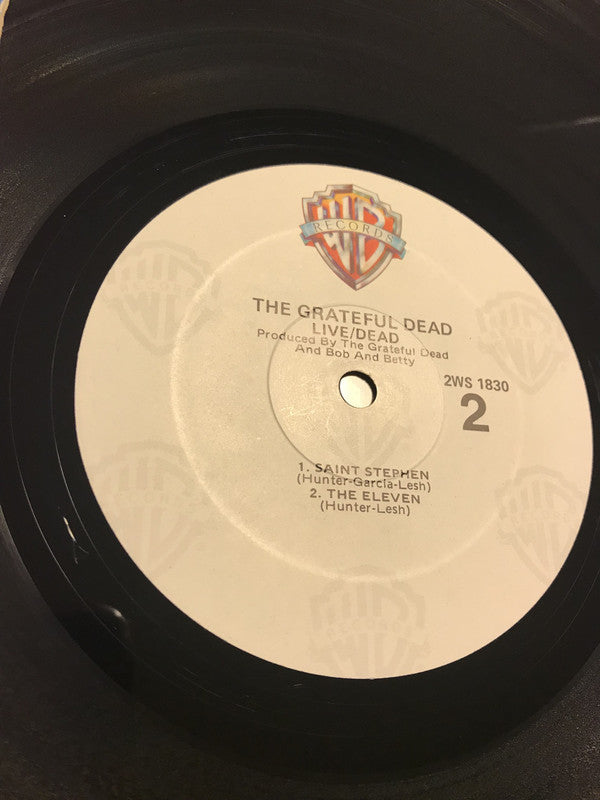 RECORDS
THE GRATEFUL DEAD
LIVE/DEAD
Produced By The Grateful Dead
And Bob And Betty
2WS 1830
2
1. SAINT STEPHEN
(Hunter-Garcia-Lesh)
2. THE ELEVEN
(Hunter-Lesh)